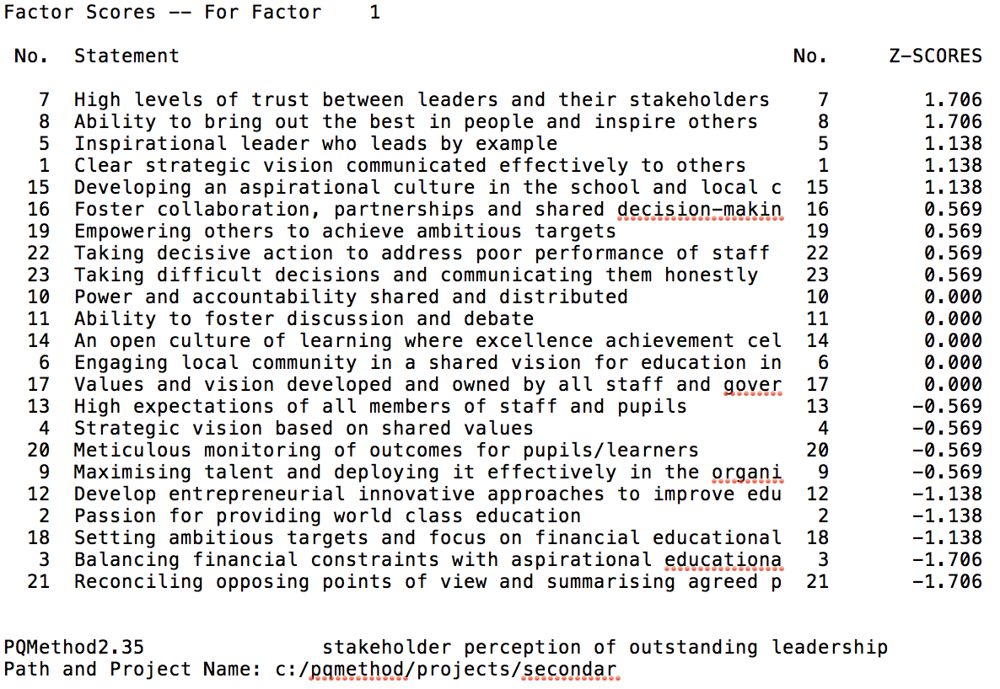 Factor Scores -- For Factor 1
No. Statement No. Z-SCORES
7 High levels of trust between leaders and their stakeholders 7 1.706
8 Ability to bring out the best in people and inspire others 8 1.706
5 Inspirational leader who leads by example 5 1.138
1 Clear strategic vision communicated effectively to others 1 1.138
15 Developing an aspirational culture in the school and local c 15 1.138
16 Foster collaboration, partnerships and shared decision-makin 16 0.569
19 Empowering others to achieve ambitious targets 19 0.569
22 Taking decisive action to address poor performance of staff 22 0.569
23 Taking difficult decisions and communicating them honestly 23 0.569
10 Power and accountability shared and distributed 10 0.000
11 Ability to foster discussion and debate 11 0.000
14 An open culture of learning where excellence achievement cel 14 0.000
6 Engaging local community in a shared vision for education in 6 0.000
17 Values and vision developed and owned by all staff and gover 17 0.000
13 High expectations of all members of staff and pupils 13 -0.569
4 Strategic vision based on shared values 4 -0.569
20 Meticulous monitoring of outcomes for pupils/learners 20 -0.569
9 Maximising talent and deploying it effectively in the organi 9 -0.569
12 Develop entrepreneurial innovative approaches to improve edu 12 -1.138
2 Passion for providing world class education 2 -1.138
18 Setting ambitious targets and focus on financial educational 18 -1.138
3 Balancing financial constraints with aspirational educationa 3 -1.706
21 Reconciling opposing points of view and summarising agreed p 21 -1.706
PQMethod2.35 stakeholder perception of outstanding leadership
Path and Project Name: c:/pqmethod/projects/secondar